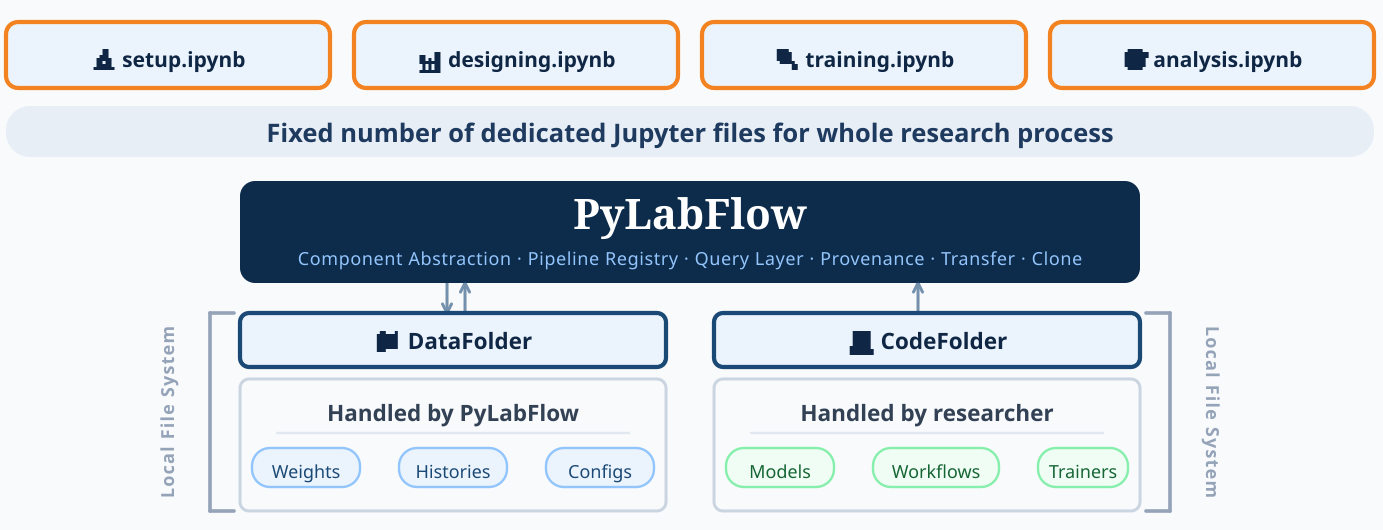 setup.ipynb
designing.ipynb
training.ipynb
analysis.ipynb
Fixed number of dedicated Jupyter files for whole research process
PyLabFlow
Component Abstraction · Pipeline Registry · Query Layer · Provenance · Transfer · Clone
Local File System
DataFolder
Handled by PyLabFlow
Weights
Histories
Configs
CodeFolder
Handled by researcher
Models
Workflows
Trainers
Local File System